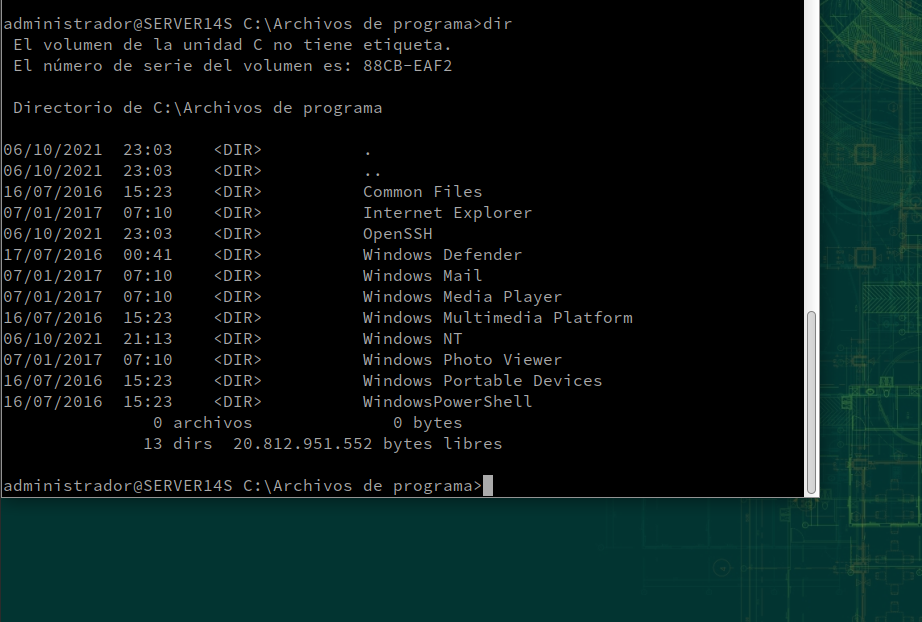 administrador@SERVER14S C:\Archivos de programa>dir
 El volumen de la unidad C no tiene etiqueta.
 El número de serie del volumen es: 88CB-EAF2

 Directorio de C:\Archivos de programa

06/10/2021  23:03    <DIR>          .
06/10/2021  23:03    <DIR>          ..
16/07/2016  15:23    <DIR>          Common Files
07/01/2017  07:10    <DIR>          Internet Explorer
06/10/2021  23:03    <DIR>          OpenSSH
17/07/2016  00:41    <DIR>          Windows Defender
07/01/2017  07:10    <DIR>          Windows Mail
07/01/2017  07:10    <DIR>          Windows Media Player
16/07/2016  15:23    <DIR>          Windows Multimedia Platform
06/10/2021  21:13    <DIR>          Windows NT
07/01/2017  07:10    <DIR>          Windows Photo Viewer
16/07/2016  15:23    <DIR>          Windows Portable Devices
16/07/2016  15:23    <DIR>          WindowsPowerShell
               0 archivos              0 bytes
              13 dirs  20.812.951.552 bytes libres

administrador@SERVER14S C:\Archivos de programa>